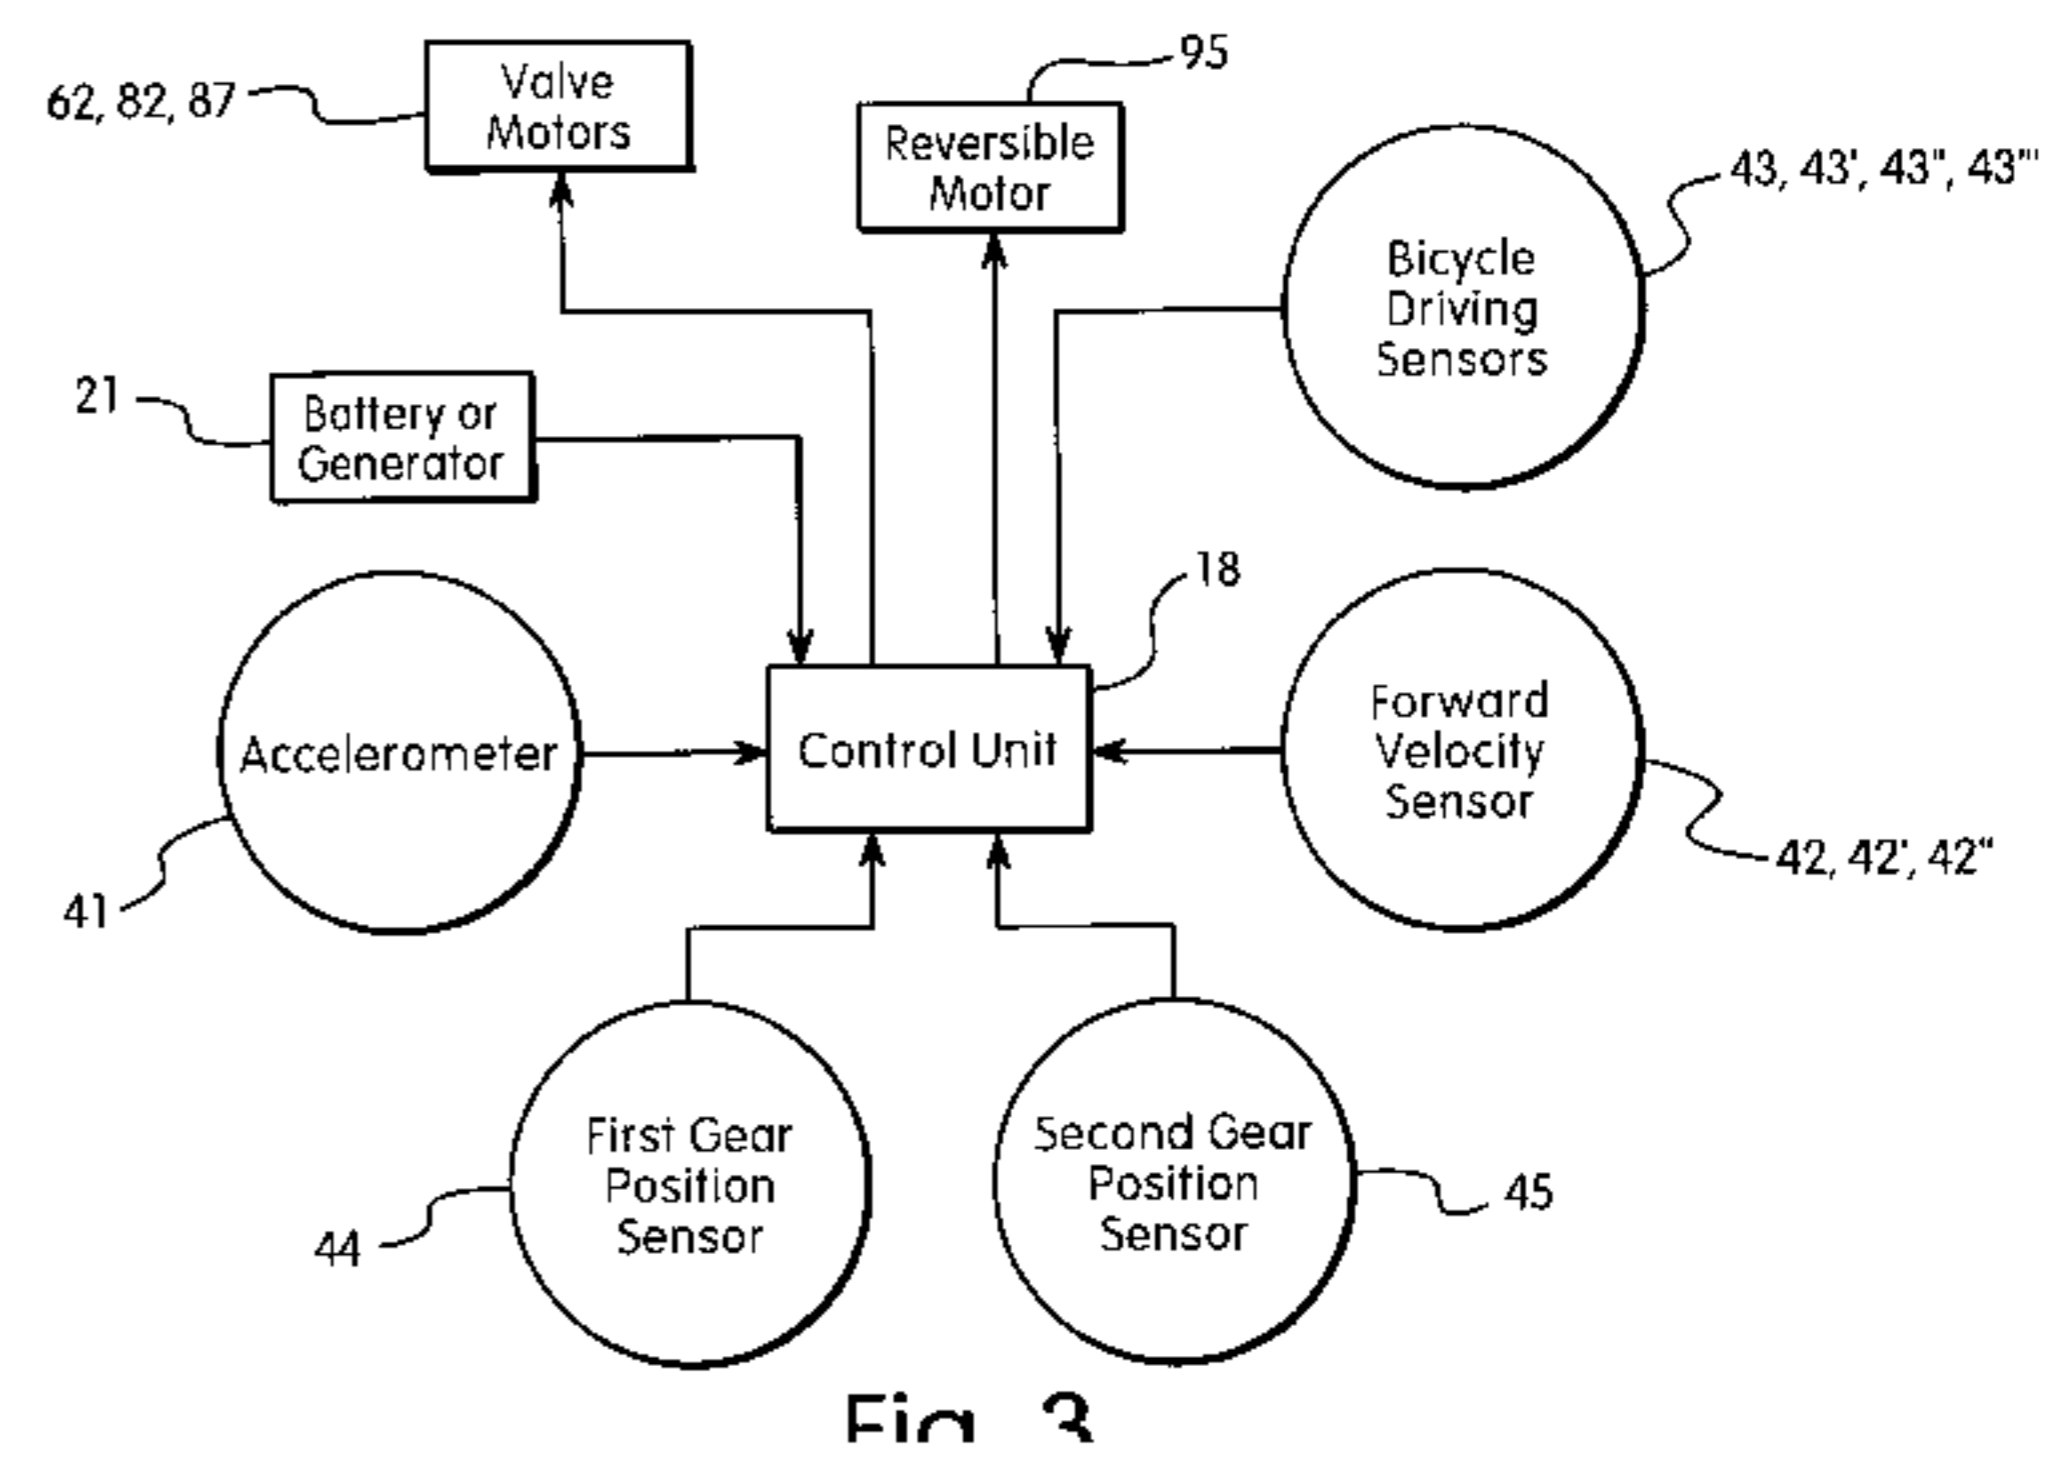 95
Valve
Motors
62, 82, 87
Reversible
Motor
43, 43', 43'', 43'''
Bicycle
Driving
Sensors
21
Battery or
Generator
18
Accelerometer
Control Unit
Forward
Velocity
Sensor
42, 42', 42''
41
First Gear
Position
Sensor
44
Second Gear
Position
Sensor
45
Fig. 3